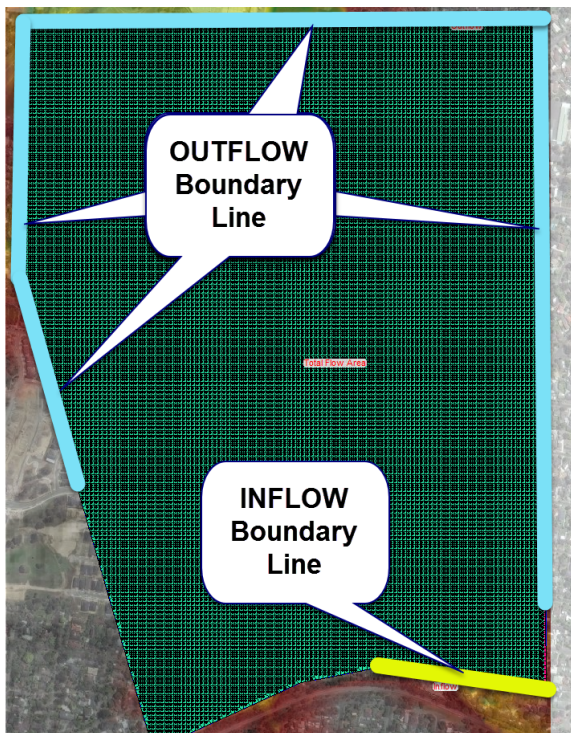 OUTFLOW
Boundary
Line
Total Flow Area
INFLOW
Boundary
Line
Inflow